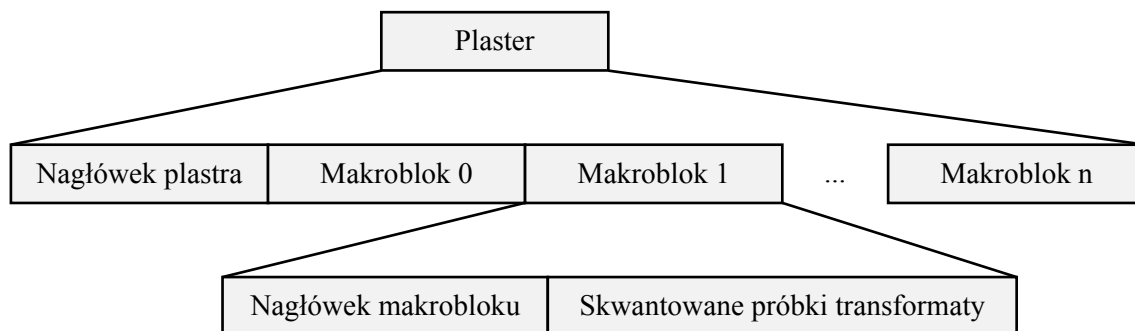 Plaster
Nagłówek plastra Makroblok 0 Makroblok 1 ... Makroblok n
Nagłówek makrobloku Skwantowane próbki transformaty